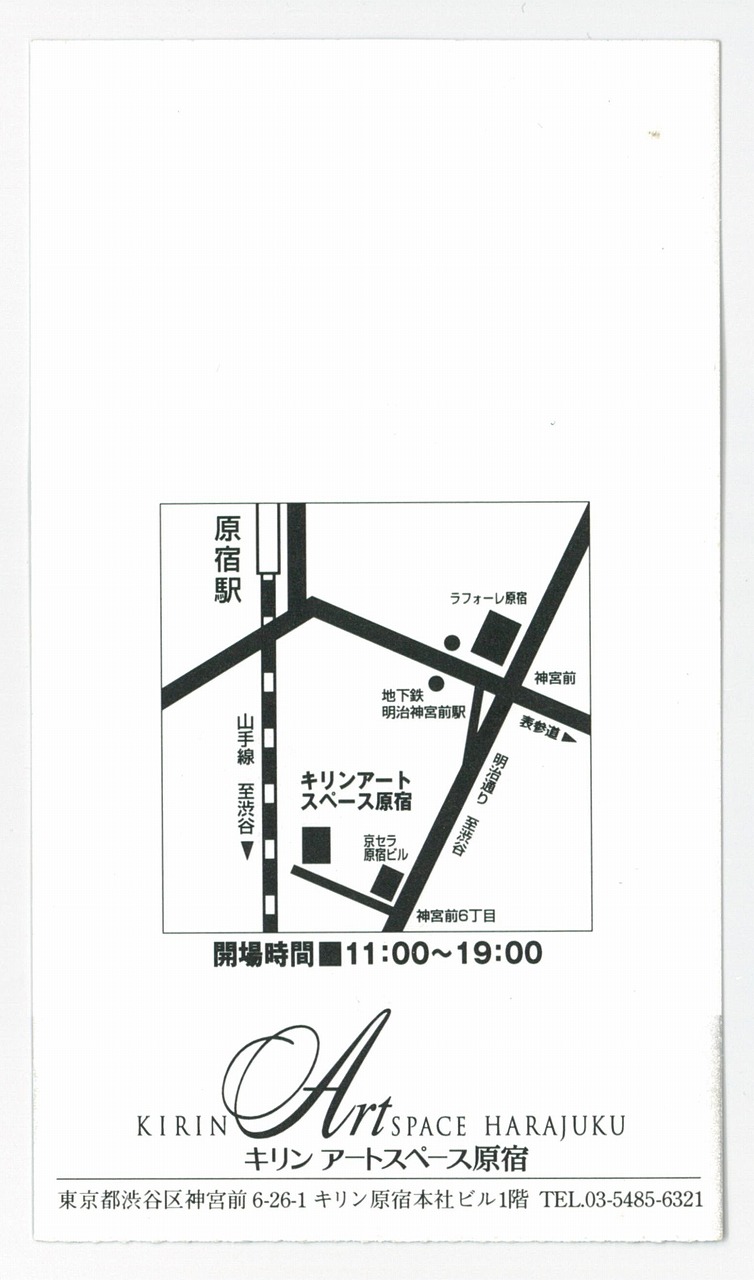 原宿駅
ラフォーレ原宿
神宮前
地下鉄
明治神宮前駅
表参道▶
山手線 至渋谷▼
明治通り 至渋谷
キリンアート
スペース原宿
京セラ
原宿ビル
神宮前6丁目
開場時間■11:00〜19:00
KIRIN Art SPACE HARAJUKU
キリン アートスペース原宿
東京都渋谷区神宮前 6-26-1 キリン原宿本社ビル1階 TEL.03-5485-6321